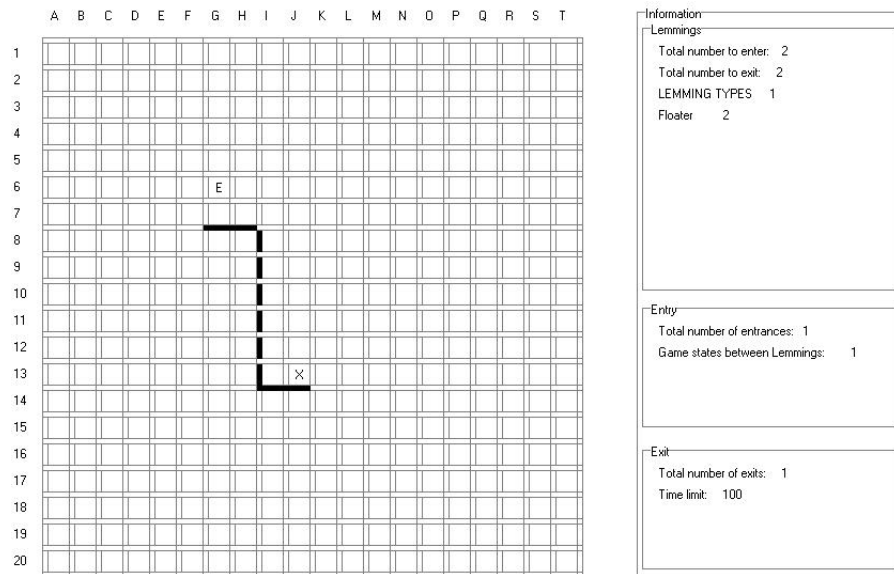 A B C D E F G H I J K L M N O P Q R S T
1
2
3
4
5
6 E
7
8
9
10
11
12
13 X
14
15
16
17
18
19
20
Information
Lemmings
Total number to enter: 2
Total number to exit: 2
LEMMING TYPES 1
Floater 2
Entry
Total number of entrances: 1
Game states between Lemmings: 1
Exit
Total number of exits: 1
Time limit: 100